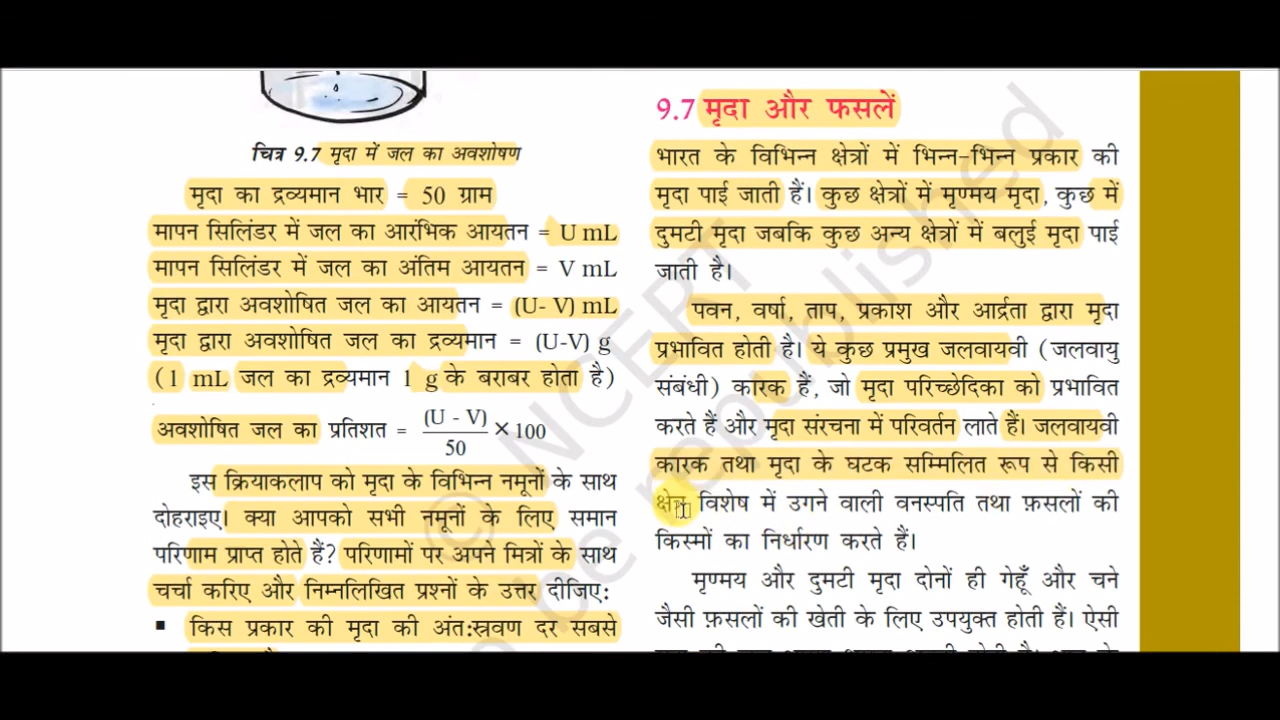 चित्र 9.7 मृदा में जल का अवशोषण
मृदा का द्रव्यमान भार = 50 ग्राम
मापन सिलिंडर में जल का आरंभिक आयतन = U mL
मापन सिलिंडर में जल का अंतिम आयतन = V mL
मृदा द्वारा अवशोषित जल का आयतन = (U- V) mL
मृदा द्वारा अवशोषित जल का द्रव्यमान = (U-V) g
(1 mL जल का द्रव्यमान 1 g के बराबर होता है)
अवशोषित जल का प्रतिशत = (U - V)/50 × 100
इस क्रियाकलाप को मृदा के विभिन्न नमूनों के साथ
दोहराइए। क्या आपको सभी नमूनों के लिए समान
परिणाम प्राप्त होते हैं? परिणामों पर अपने मित्रों के साथ
चर्चा करिए और निम्नलिखित प्रश्नों के उत्तर दीजिए:
▪ किस प्रकार की मृदा की अंत:स्रवण दर सबसे
9.7 मृदा और फसलें
भारत के विभिन्न क्षेत्रों में भिन्न-भिन्न प्रकार की
मृदा पाई जाती हैं। कुछ क्षेत्रों में मृण्मय मृदा, कुछ में
दुमटी मृदा जबकि कुछ अन्य क्षेत्रों में बलुई मृदा पाई
जाती है।
पवन, वर्षा, ताप, प्रकाश और आर्द्रता द्वारा मृदा
प्रभावित होती है। ये कुछ प्रमुख जलवायवी (जलवायु
संबंधी) कारक हैं, जो मृदा परिच्छेदिका को प्रभावित
करते हैं और मृदा संरचना में परिवर्तन लाते हैं। जलवायवी
कारक तथा मृदा के घटक सम्मिलित रूप से किसी
क्षेत्र विशेष में उगने वाली वनस्पति तथा फ़सलों की
किस्मों का निर्धारण करते हैं।
मृण्मय और दुमटी मृदा दोनों ही गेहूँ और चने
जैसी फ़सलों की खेती के लिए उपयुक्त होती हैं। ऐसी
© NCERT
be republished